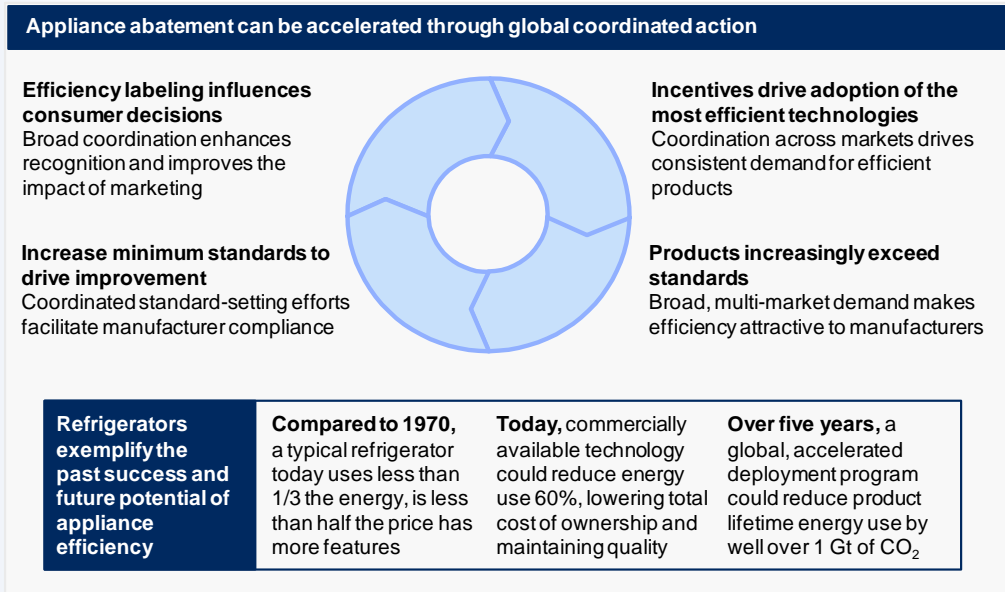 Appliance abatement can be accelerated through global coordinated action
Efficiency labeling influences
consumer decisions
Broad coordination enhances
recognition and improves the
impact of marketing
Incentives drive adoption of the
most efficient technologies
Coordination across markets drives
consistent demand for efficient
products
Increase minimum standards to
drive improvement
Coordinated standard-setting efforts
facilitate manufacturer compliance
Products increasingly exceed
standards
Broad, multi-market demand makes
efficiency attractive to manufacturers
Refrigerators
exemplify the
past success and
future potential of
appliance
efficiency
Compared to 1970,
a typical refrigerator
today uses less than
1/3 the energy, is less
than half the price has
more features
Today, commercially
available technology
could reduce energy
use 60%, lowering total
cost of ownership and
maintaining quality
Over five years, a
global, accelerated
deployment program
could reduce product
lifetime energy use by
well over 1 Gt of CO₂